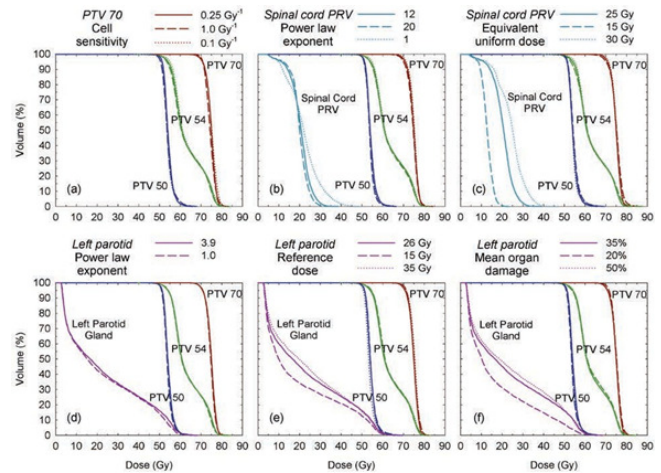 PTV 70
Cell
sensitivity
0.25 Gy⁻¹
1.0 Gy⁻¹
0.1 Gy⁻¹
Spinal cord PRV
Power law
exponent
12
20
1
Spinal cord PRV
Equivalent
uniform dose
25 Gy
15 Gy
30 Gy
Volume (%)
100
90
80
70
60
50
40
30
20
10
0
PTV 70
PTV 54
PTV 50
(a)
0 10 20 30 40 50 60 70 80 90
PTV 70
Spinal Cord
PRV
PTV 54
PTV 50
(b)
0 10 20 30 40 50 60 70 80 90
PTV 70
Spinal Cord
PRV
PTV 54
PTV 50
(c)
0 10 20 30 40 50 60 70 80 90
Left parotid
Power law
exponent
3.9
1.0
Left parotid
Reference
dose
26 Gy
15 Gy
35 Gy
Left parotid
Mean organ
damage
35%
20%
50%
Volume (%)
100
90
80
70
60
50
40
30
20
10
0
PTV 70
Left Parotid
Gland
PTV 54
PTV 50
(d)
0 10 20 30 40 50 60 70 80 90
Dose (Gy)
PTV 70
Left Parotid
Gland
PTV 54
PTV 50
(e)
0 10 20 30 40 50 60 70 80 90
Dose (Gy)
PTV 70
Left Parotid
Gland
PTV 54
PTV 50
(f)
0 10 20 30 40 50 60 70 80 90
Dose (Gy)